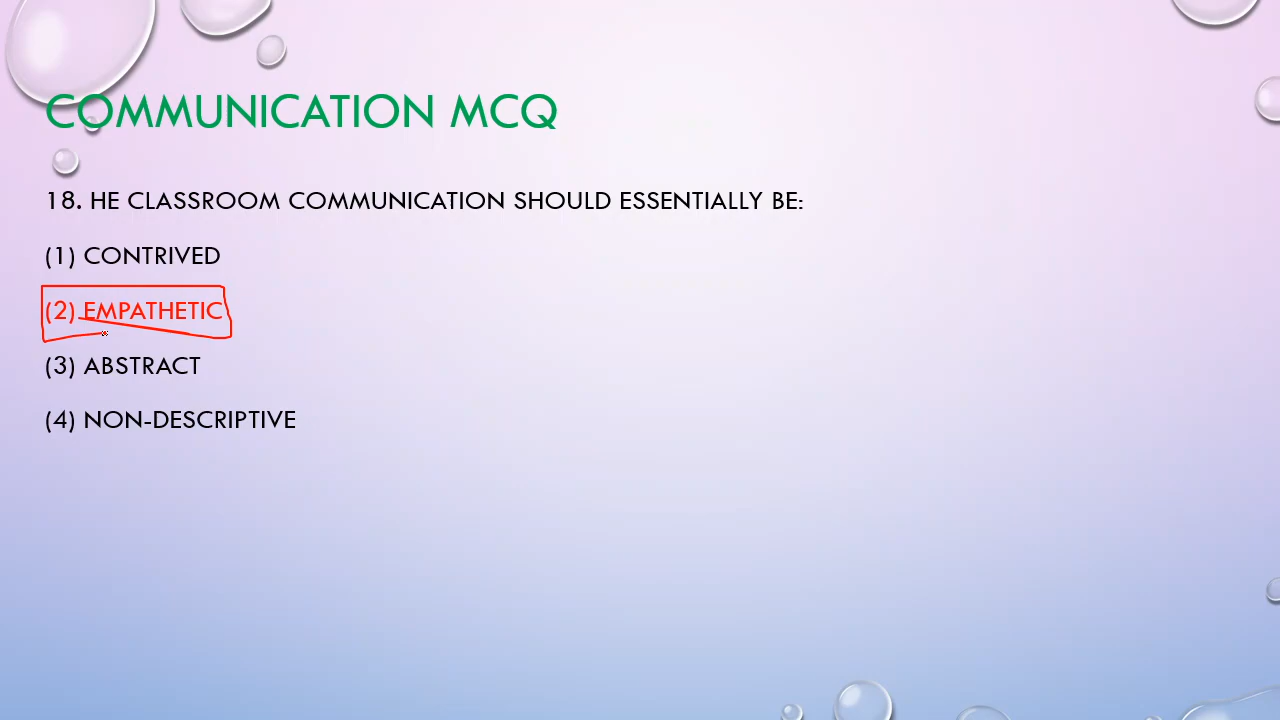 COMMUNICATION MCQ
18. HE CLASSROOM COMMUNICATION SHOULD ESSENTIALLY BE:
(1) CONTRIVED
(2) EMPATHETIC
(3) ABSTRACT
(4) NON-DESCRIPTIVE